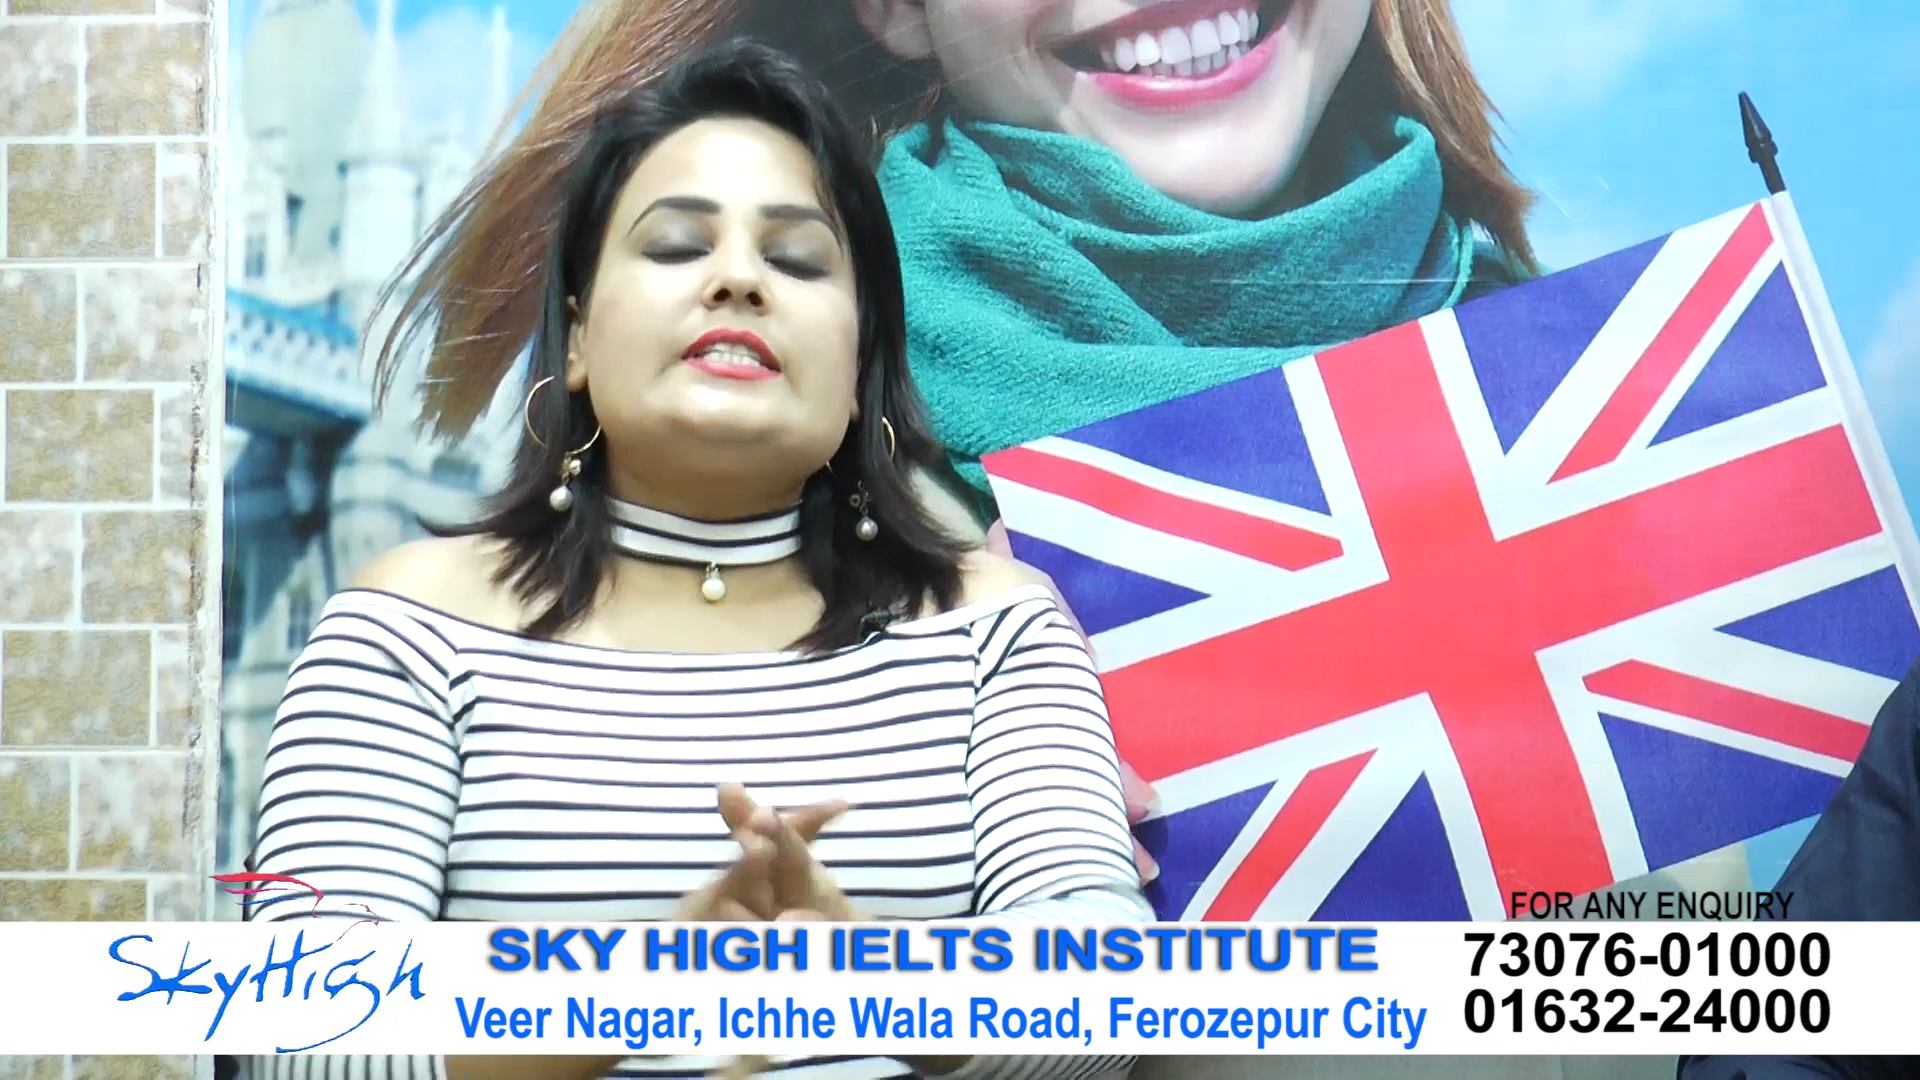 FOR ANY ENQUIRY
SkyHigh
SKY HIGH IELTS INSTITUTE
Veer Nagar, Ichhe Wala Road, Ferozepur City
73076-01000
01632-24000